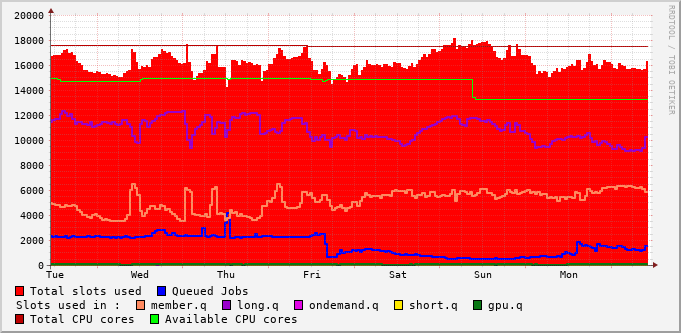 20000
18000
16000
14000
12000
10000
8000
6000
4000
2000
0
Tue Wed Thu Fri Sat Sun Mon
RRDTOOL / TOBI OETIKER
Total slots used Queued Jobs
Slots used in : member.q long.q ondemand.q short.q gpu.q
Total CPU cores Available CPU cores